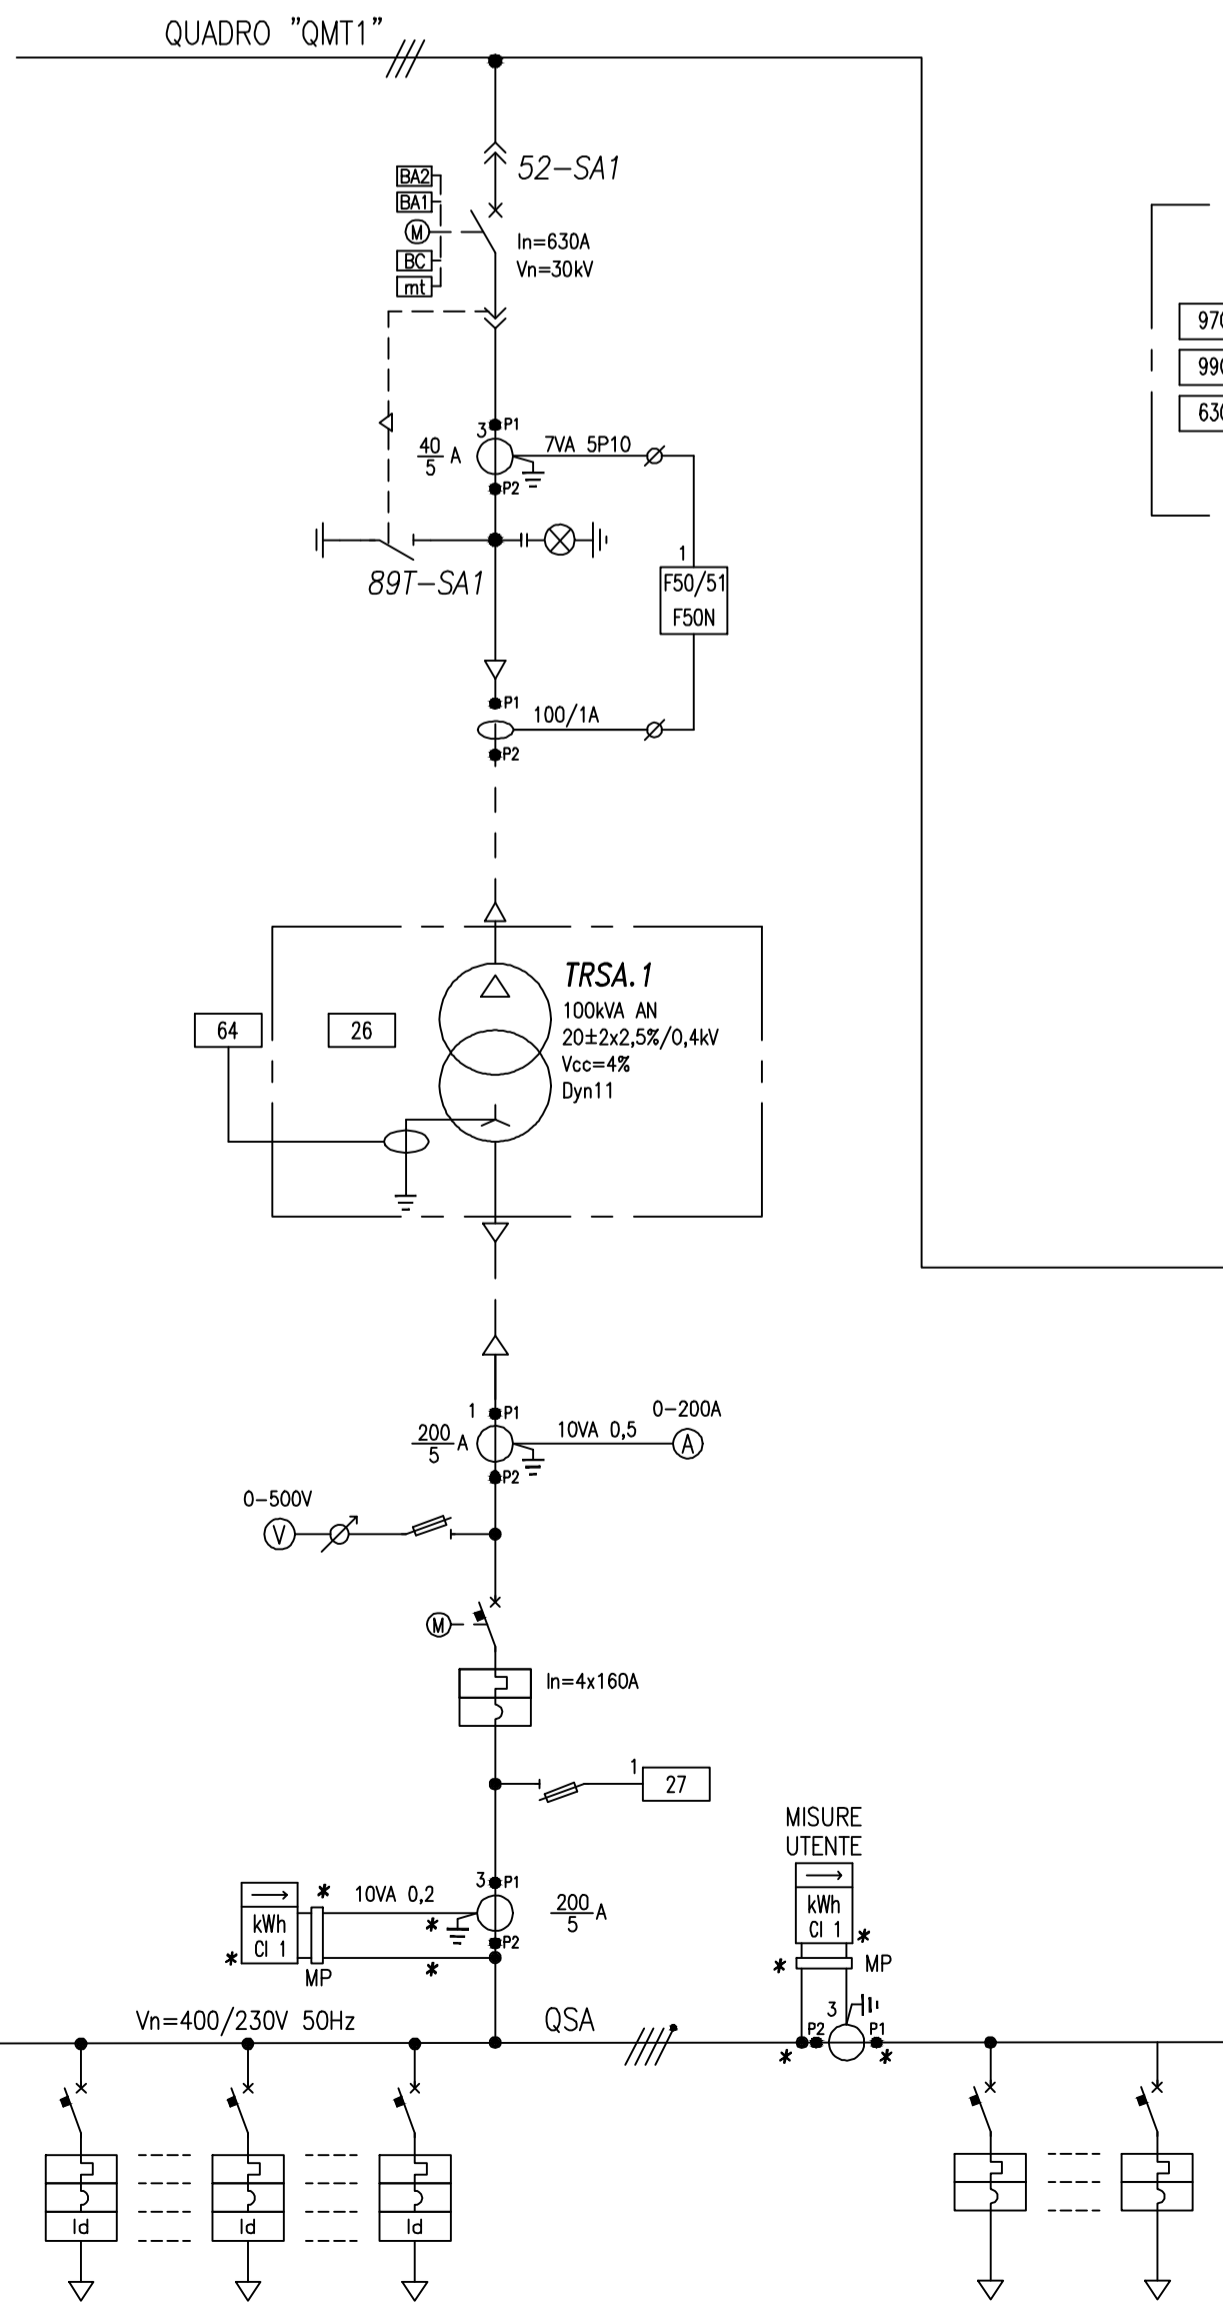 QUADRO "QMT1"
52-SA1
BA2
BA1
M
BC
mt
In=630A
Vn=30kV
970
990
630
3
P1
40
5
A
7VA 5P10
P2
89T-SA1
1
F50/51
F50N
P1
100/1A
P2
TRSA.1
100kVA AN
20±2x2,5%/0,4kV
Vcc=4%
Dyn11
64
26
1
P1
200
5
A
10VA 0,5
0-200A
A
P2
0-500V
V
M
In=4x160A
1
27
MISURE
UTENTE
kWh
Cl 1
*
*
MP
3
P1
200
5
A
10VA 0,2
*
*
kWh
Cl 1
*
MP
*
P2
Vn=400/230V 50Hz
QSA
3
P2
P1
*
*
Id
Id
Id